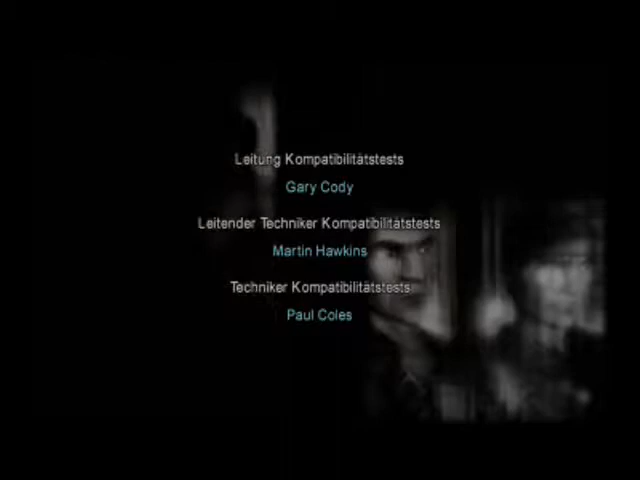 Leitung Kompatibilitätstests
Gary Cody
Leitender Techniker Kompatibilitätstests
Martin Hawkins
Techniker Kompatibilitätstests
Paul Coles